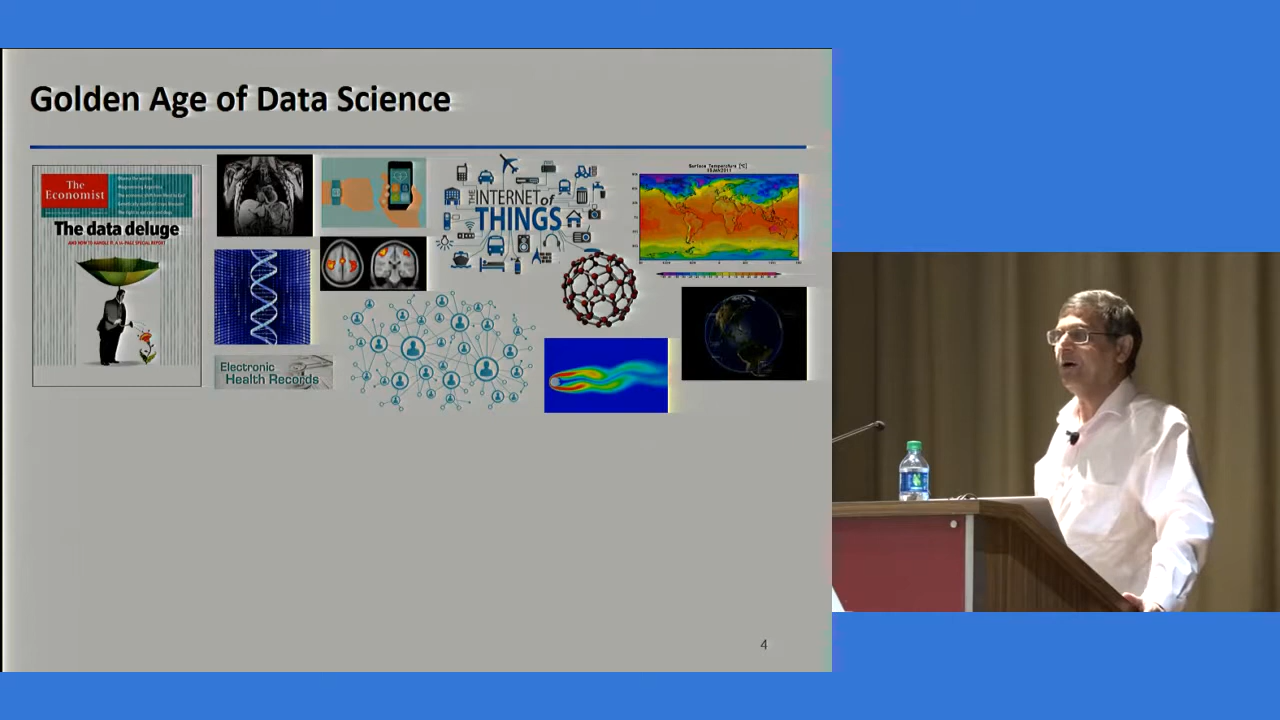 Golden Age of Data Science
The
Economist
The data deluge
AND HOW TO HANDLE IT: A 14-PAGE SPECIAL REPORT
THE
INTERNET of
THINGS
Surface Temperature [°C]
Electronic
Health Records
4